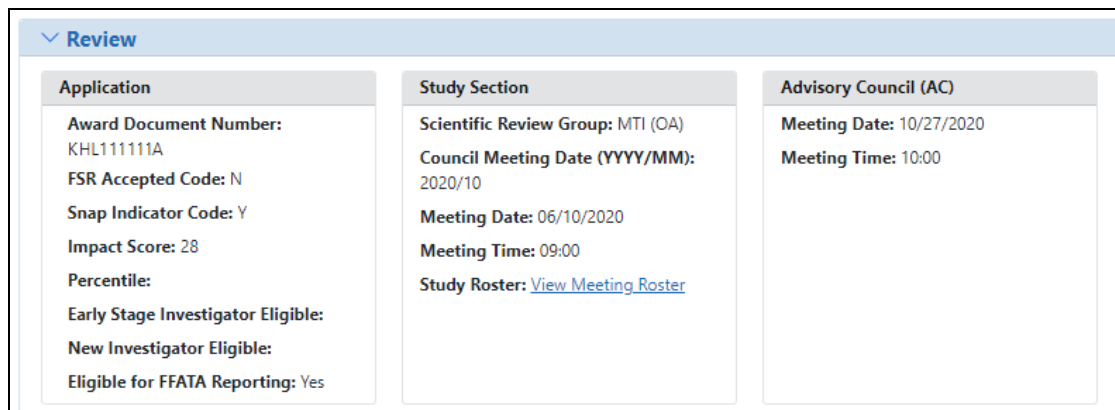 Review
Application
Award Document Number:
KHL111111A
FSR Accepted Code: N
Snap Indicator Code: Y
Impact Score: 28
Percentile:
Early Stage Investigator Eligible:
New Investigator Eligible:
Eligible for FFATA Reporting: Yes
Study Section
Scientific Review Group: MTI (OA)
Council Meeting Date (YYYY/MM):
2020/10
Meeting Date: 06/10/2020
Meeting Time: 09:00
Study Roster: View Meeting Roster
Advisory Council (AC)
Meeting Date: 10/27/2020
Meeting Time: 10:00